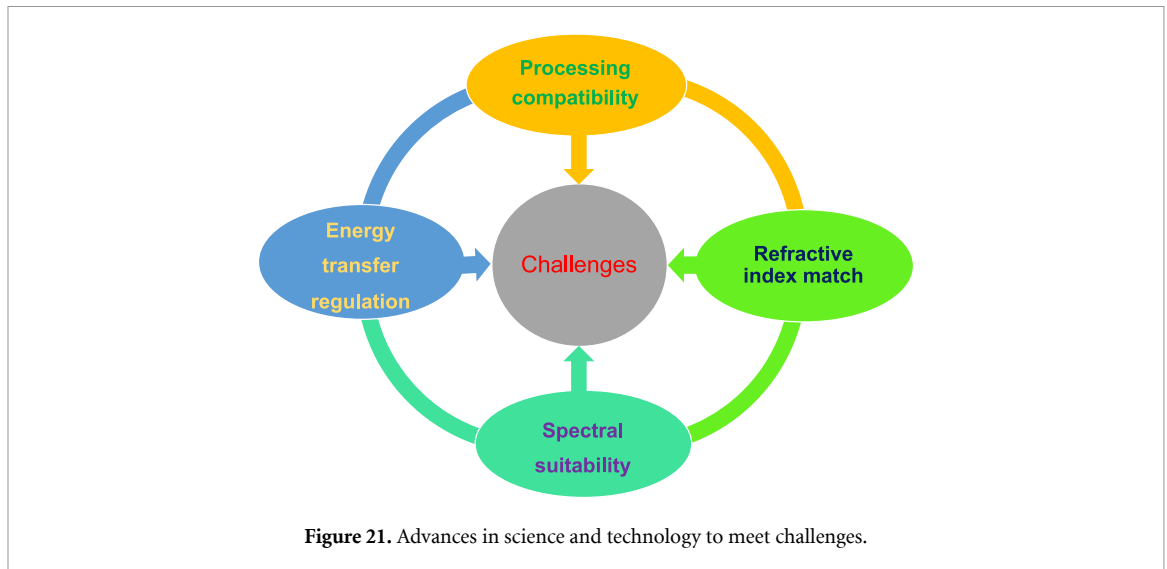 Processing
compatibility
Energy
transfer
regulation
Challenges
Refractive
index match
Spectral
suitability
Figure 21. Advances in science and technology to meet challenges.